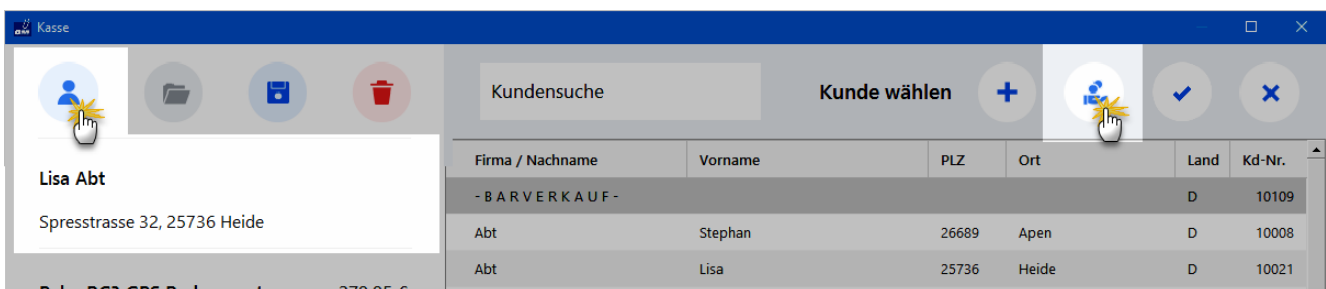 Kasse
Kundensuche
Kunde wählen
Lisa Abt
Spresstrasse 32, 25736 Heide
Firma / Nachname Vorname PLZ Ort Land Kd-Nr.
- B A R V E R K A U F - D 10109
Abt Stephan 26689 Apen D 10008
Abt Lisa 25736 Heide D 10021